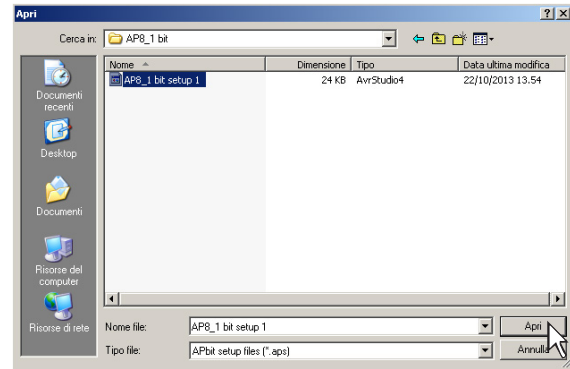 Apri
Cerca in: AP8_1 bit
Nome Dimensione Tipo Data ultima modifica
AP8_1 bit setup 1 24 KB AvrStudio4 22/10/2013 13.54
Documenti
recenti
Desktop
Documenti
Risorse del
computer
Risorse di rete
Nome file: AP8_1 bit setup 1 Apri
Tipo file: APbit setup files (*.aps) Annulla